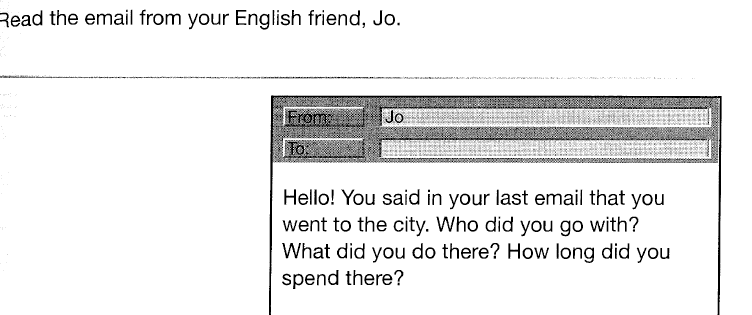 Read the email from your English friend, Jo.
From: Jo
To:
Hello! You said in your last email that you
went to the city. Who did you go with?
What did you do there? How long did you
spend there?